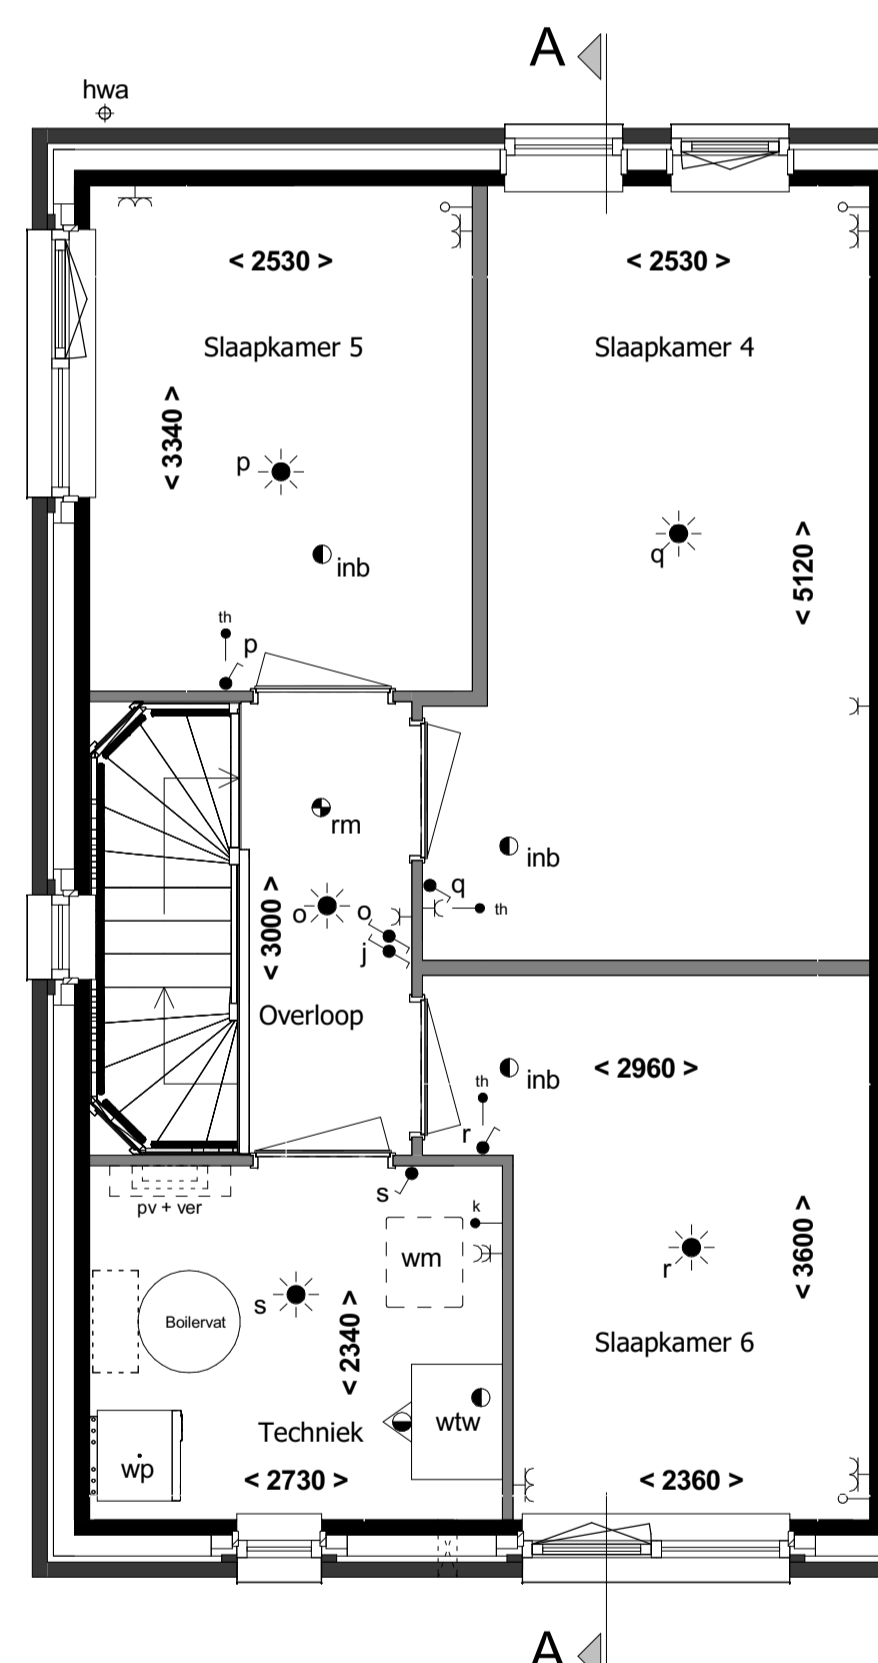 A
hwa
< 2530 >
< 2530 >
Slaapkamer 5
Slaapkamer 4
< 3340 >
p
q
< 5120 >
inb
th
p
rm
inb
q
th
o
< 3000 >
o
j
Overloop
inb
< 2960 >
th
r
s
k
pv + ver
wm
< 3600 >
r
s
Boilervat
< 2340 >
Slaapkamer 6
Techniek
wtw
wp
< 2730 >
< 2360 >
A